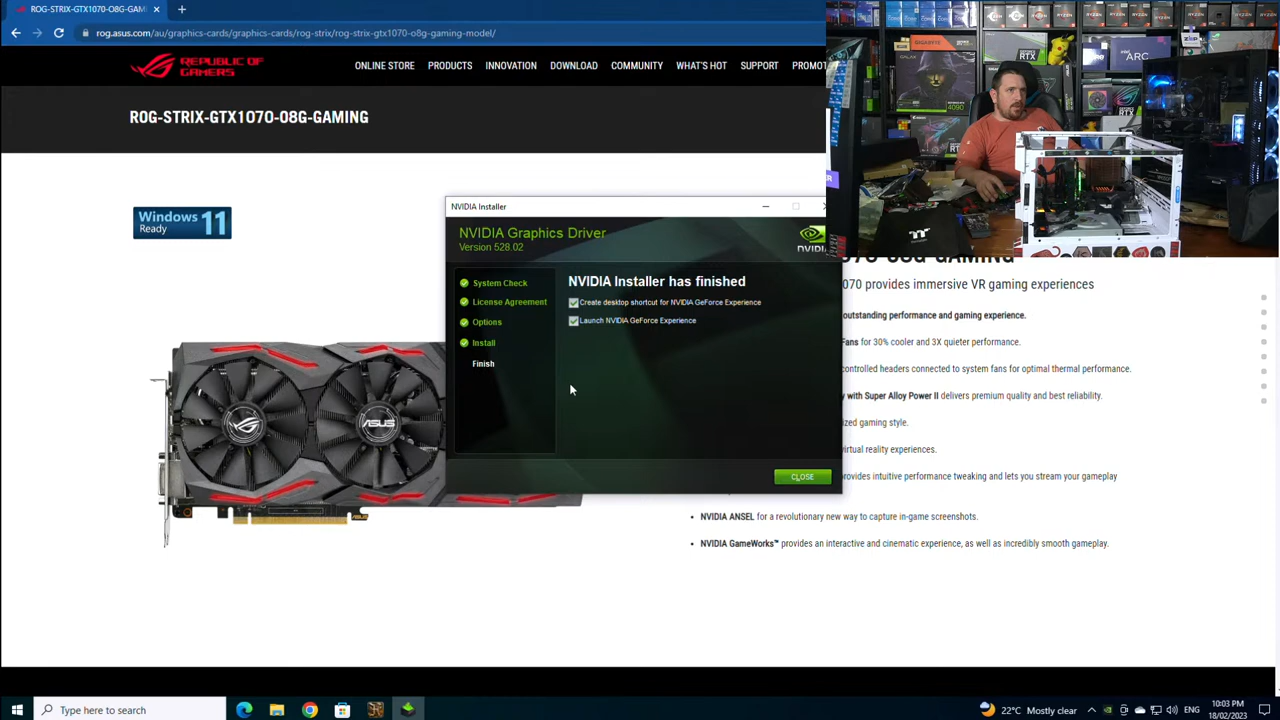 ROG-STRIX-GTX1070-O8G-GAM
rog.asus.com/au/graphics-cards/graphics-cards/rog-strix/rog-strix-gtx1070-o8g-gaming-model/
REPUBLIC OF
GAMERS
ONLINE STORE PRODUCTS INNOVATION DOWNLOAD COMMUNITY WHAT'S HOT SUPPORT PROMOT
ROG-STRIX-GTX1070-O8G-GAMING
Windows 11
Ready
NVIDIA Installer
NVIDIA Graphics Driver
Version 528.02
System Check
License Agreement
Options
Install
Finish
NVIDIA Installer has finished
Create desktop shortcut for NVIDIA GeForce Experience
Launch NVIDIA GeForce Experience
CLOSE
ASUS
070 provides immersive VR gaming experiences
outstanding performance and gaming experience.
Fans for 30% cooler and 3X quieter performance.
controlled headers connected to system fans for optimal thermal performance.
y with Super Alloy Power II delivers premium quality and best reliability.
ized gaming style.
virtual reality experiences.
provides intuitive performance tweaking and lets you stream your gameplay
• NVIDIA ANSEL for a revolutionary new way to capture in-game screenshots.
• NVIDIA GameWorks™ provides an interactive and cinematic experience, as well as incredibly smooth gameplay.
GIGABYTE
4090
RTX
ARC
RYZEN
Type here to search
22°C Mostly clear
ENG
10:03 PM
18/02/2023